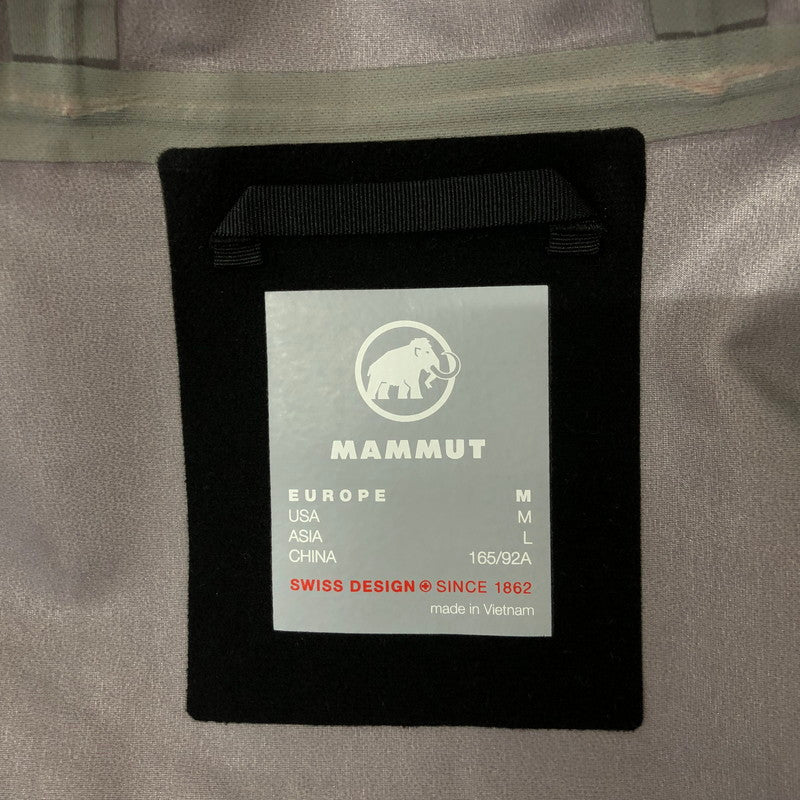 MAMMUT
EUROPE M
USA M
ASIA L
CHINA 165/92A
SWISS DESIGN SINCE 1862
made in Vietnam